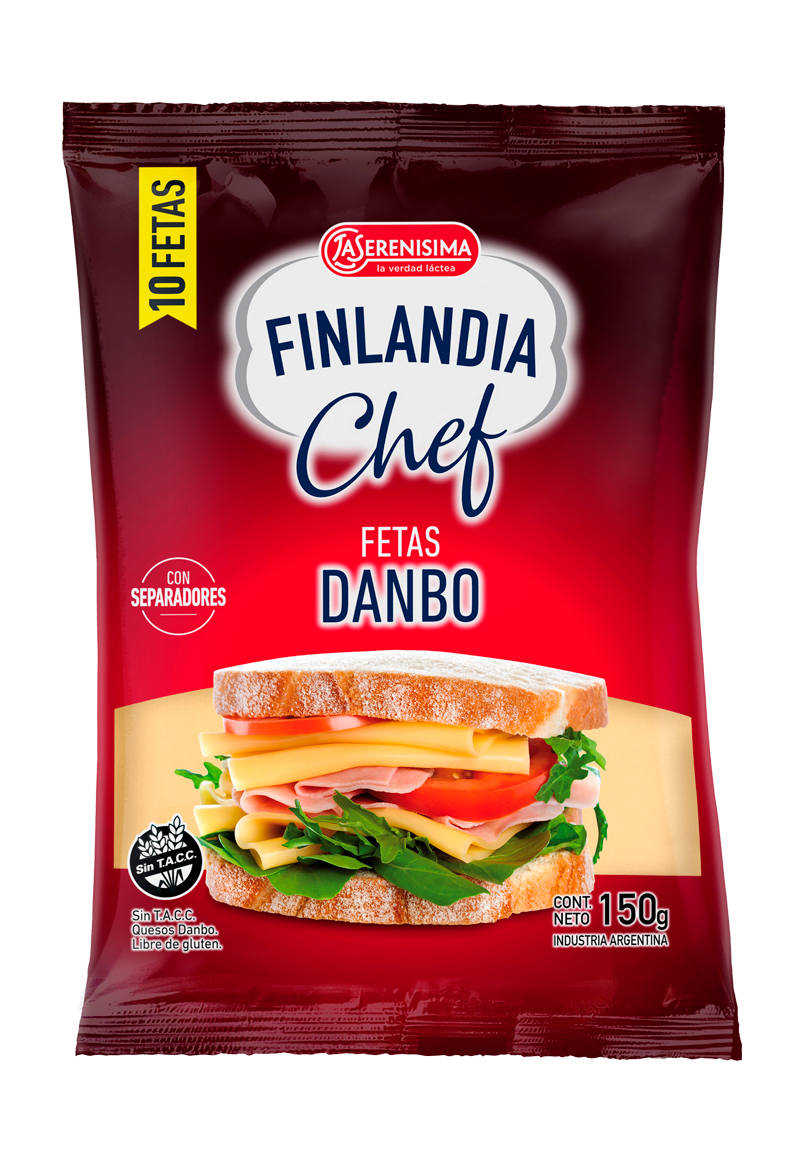 10 FETAS
LA SERENISIMA
la verdad láctea
FINLANDIA
Chef
FETAS
DANBO
CON
SEPARADORES
Sin T.A.C.C.
Sin T.A.C.C.
Quesos Danbo.
Libre de gluten.
CONT.
NETO 150g
INDUSTRIA ARGENTINA